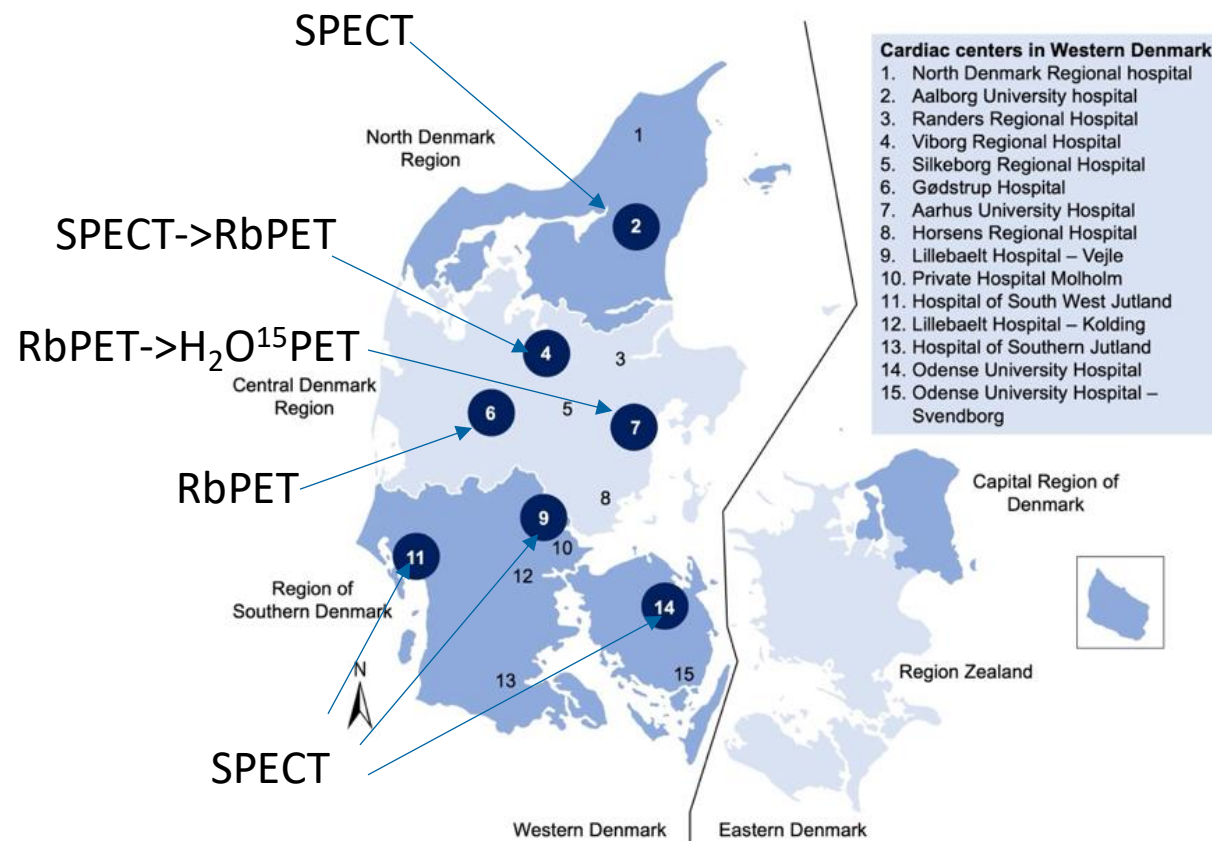 SPECT
North Denmark
Region
1
2
SPECT->RbPET
RbPET->H₂O¹⁵PET
4
3
Central Denmark
Region
6
5
7
RbPET
8
9
10
11
12
Region of
Southern Denmark
14
N
13
15
SPECT
Western Denmark
Eastern Denmark
Cardiac centers in Western Denmark
1. North Denmark Regional hospital
2. Aalborg University hospital
3. Randers Regional Hospital
4. Viborg Regional Hospital
5. Silkeborg Regional Hospital
6. Gødstrup Hospital
7. Aarhus University Hospital
8. Horsens Regional Hospital
9. Lillebaelt Hospital – Vejle
10. Private Hospital Molholm
11. Hospital of South West Jutland
12. Lillebaelt Hospital – Kolding
13. Hospital of Southern Jutland
14. Odense University Hospital
15. Odense University Hospital –
Svendborg
Capital Region of
Denmark
Region Zealand